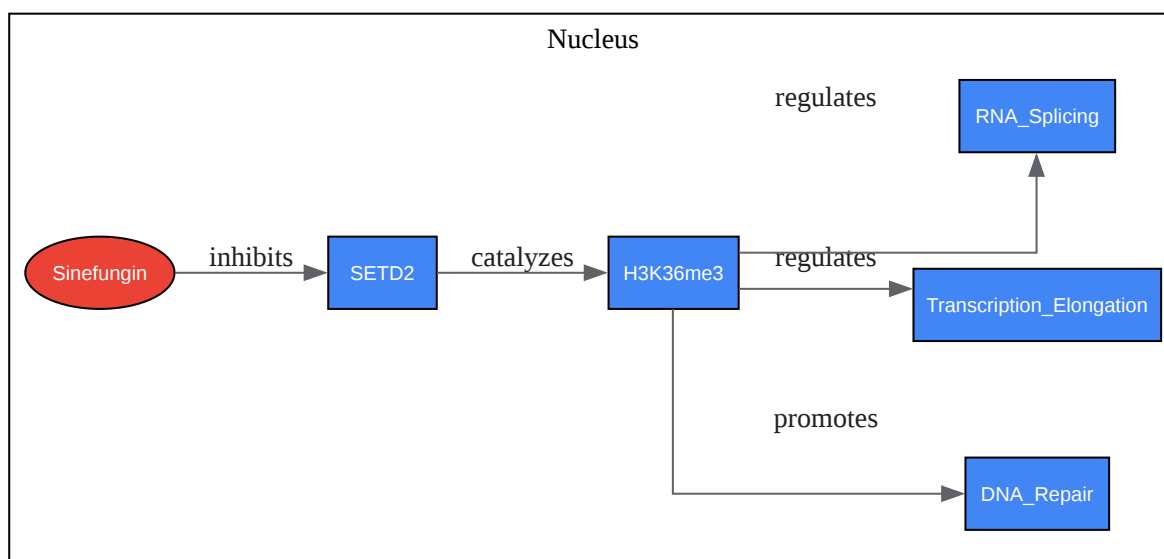 Nucleus
regulates
RNA_Splicing
Sinefungin
inhibits
SETD2
catalyzes
H3K36me3
regulates
Transcription_Elongation
promotes
DNA_Repair